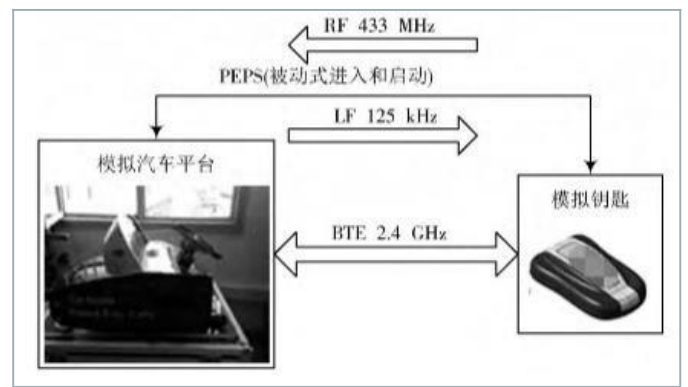 RF 433 MHz
PEPS(被动式进入和启动)
LF 125 kHz
模拟汽车平台
模拟钥匙
BTE 2.4 GHz